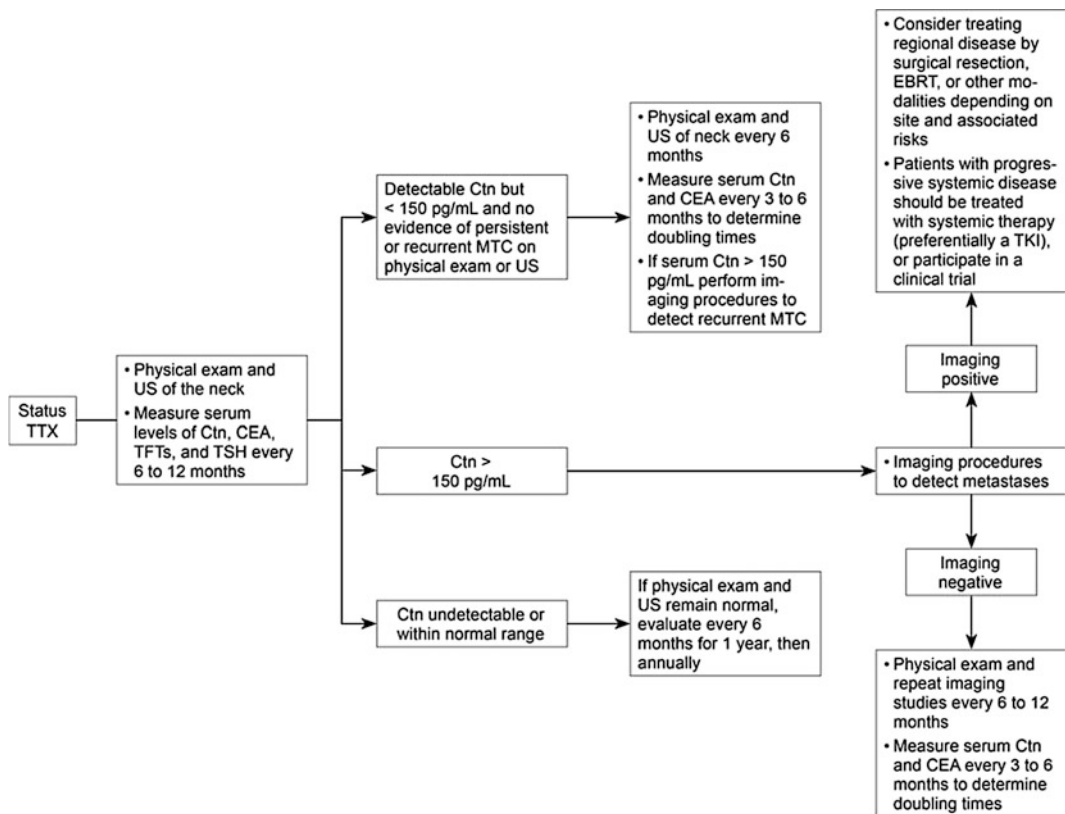 Status
TTX
• Physical exam and
US of the neck
• Measure serum
levels of Ctn, CEA,
TFTs, and TSH every
6 to 12 months
Detectable Ctn but
< 150 pg/mL and no
evidence of persistent
or recurrent MTC on
physical exam or US
• Physical exam and
US of neck every 6
months
• Measure serum Ctn
and CEA every 3 to 6
months to determine
doubling times
• If serum Ctn > 150
pg/mL perform im-
aging procedures to
detect recurrent MTC
Ctn >
150 pg/mL
• Imaging procedures
to detect metastases
Imaging
positive
• Consider treating
regional disease by
surgical resection,
EBRT, or other mo-
dalities depending on
site and associated
risks
• Patients with progres-
sive systemic disease
should be treated
with systemic therapy
(preferentially a TKI),
or participate in a
clinical trial
Imaging
negative
• Physical exam and
repeat imaging
studies every 6 to 12
months
• Measure serum Ctn
and CEA every 3 to 6
months to determine
doubling times
Ctn undetectable or
within normal range
If physical exam and
US remain normal,
evaluate every 6
months for 1 year, then
annually